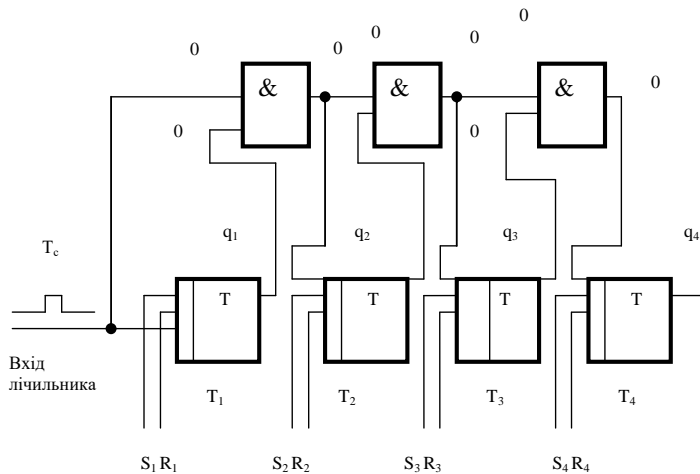 0
0 0 0 0
& & &
0
0 0
q₁ q₂ q₃ q₄
T_c
T T T T
Вхід
лічильника
T₁ T₂ T₃ T₄
S₁ R₁ S₂ R₂ S₃ R₃ S₄ R₄